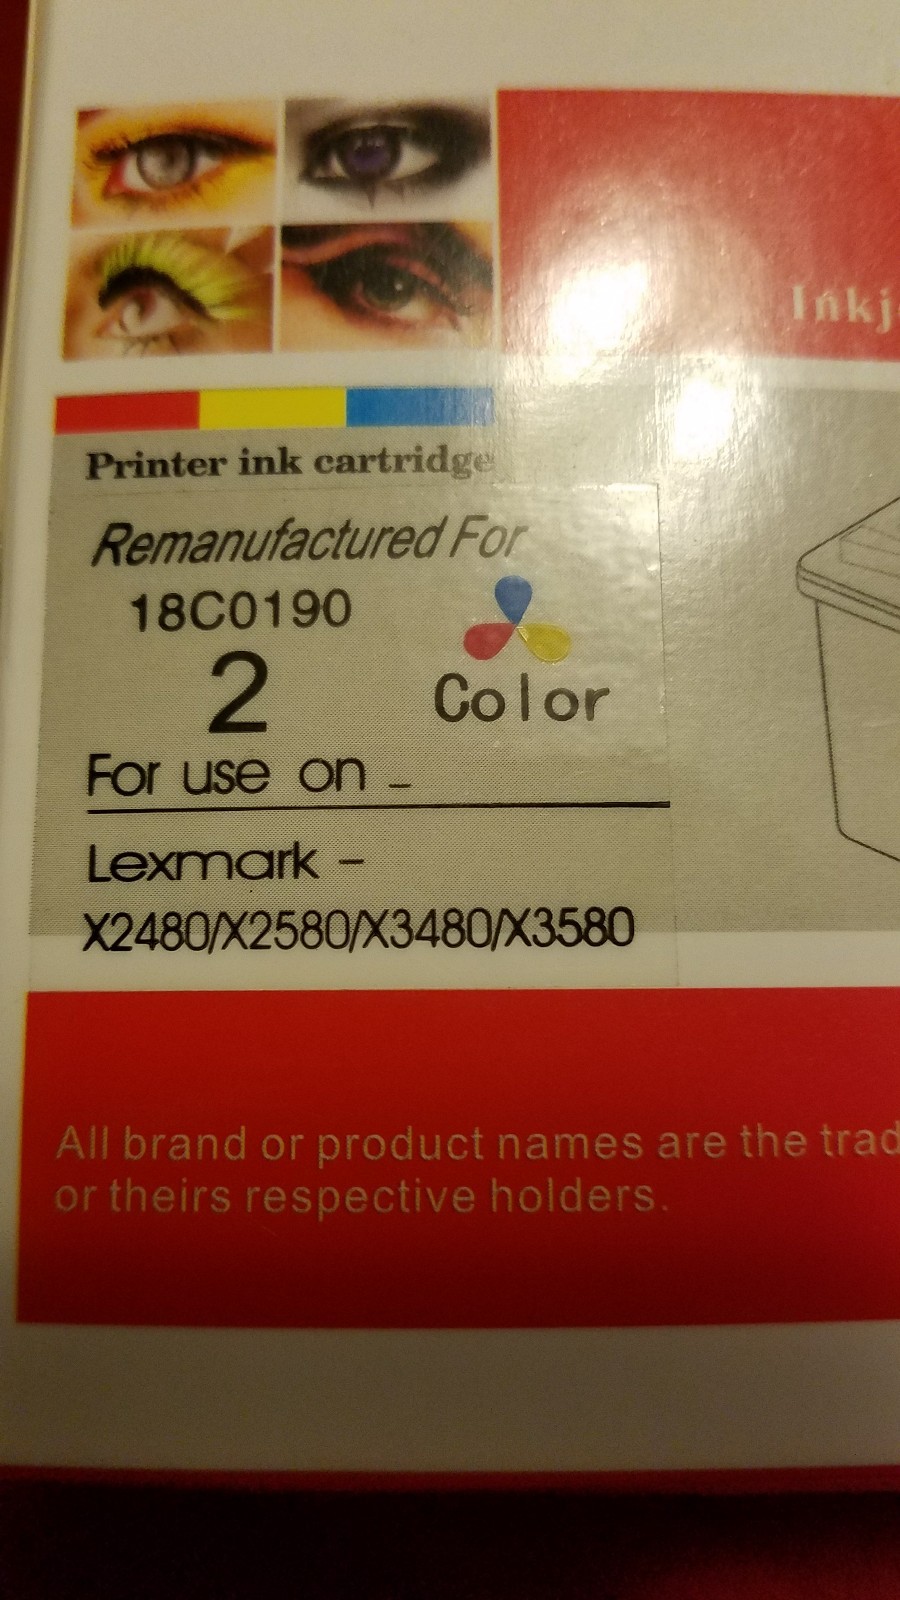 Inkj
Printer ink cartridge
Remanufactured For
18C0190
2
Color
For use on _
Lexmark -
X2480/X2580/X3480/X3580
All brand or product names are the trad
or theirs respective holders.